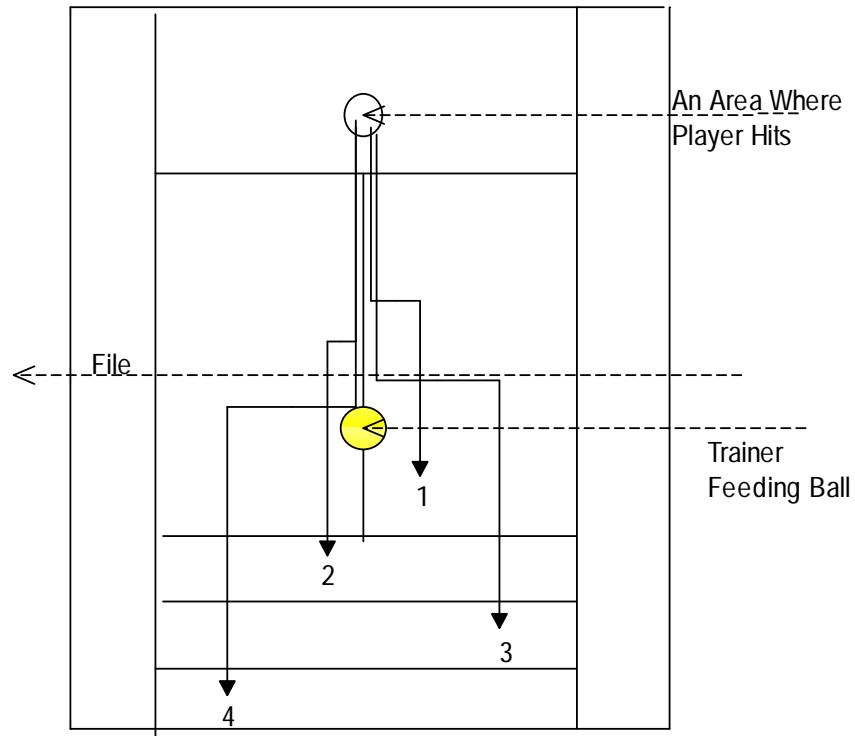 An Area Where
Player Hits
File
Trainer
Feeding Ball
1
2
3
4